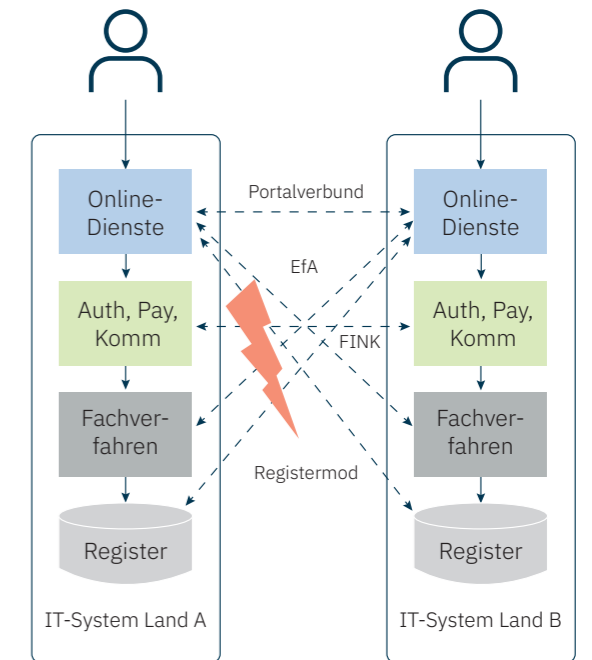 Online-
Dienste
Portalverbund
Online-
Dienste
EfA
Auth, Pay,
Komm
FINK
Auth, Pay,
Komm
Fachver-
fahren
Fachver-
fahren
Registermod
Register
Register
IT-System Land A
IT-System Land B